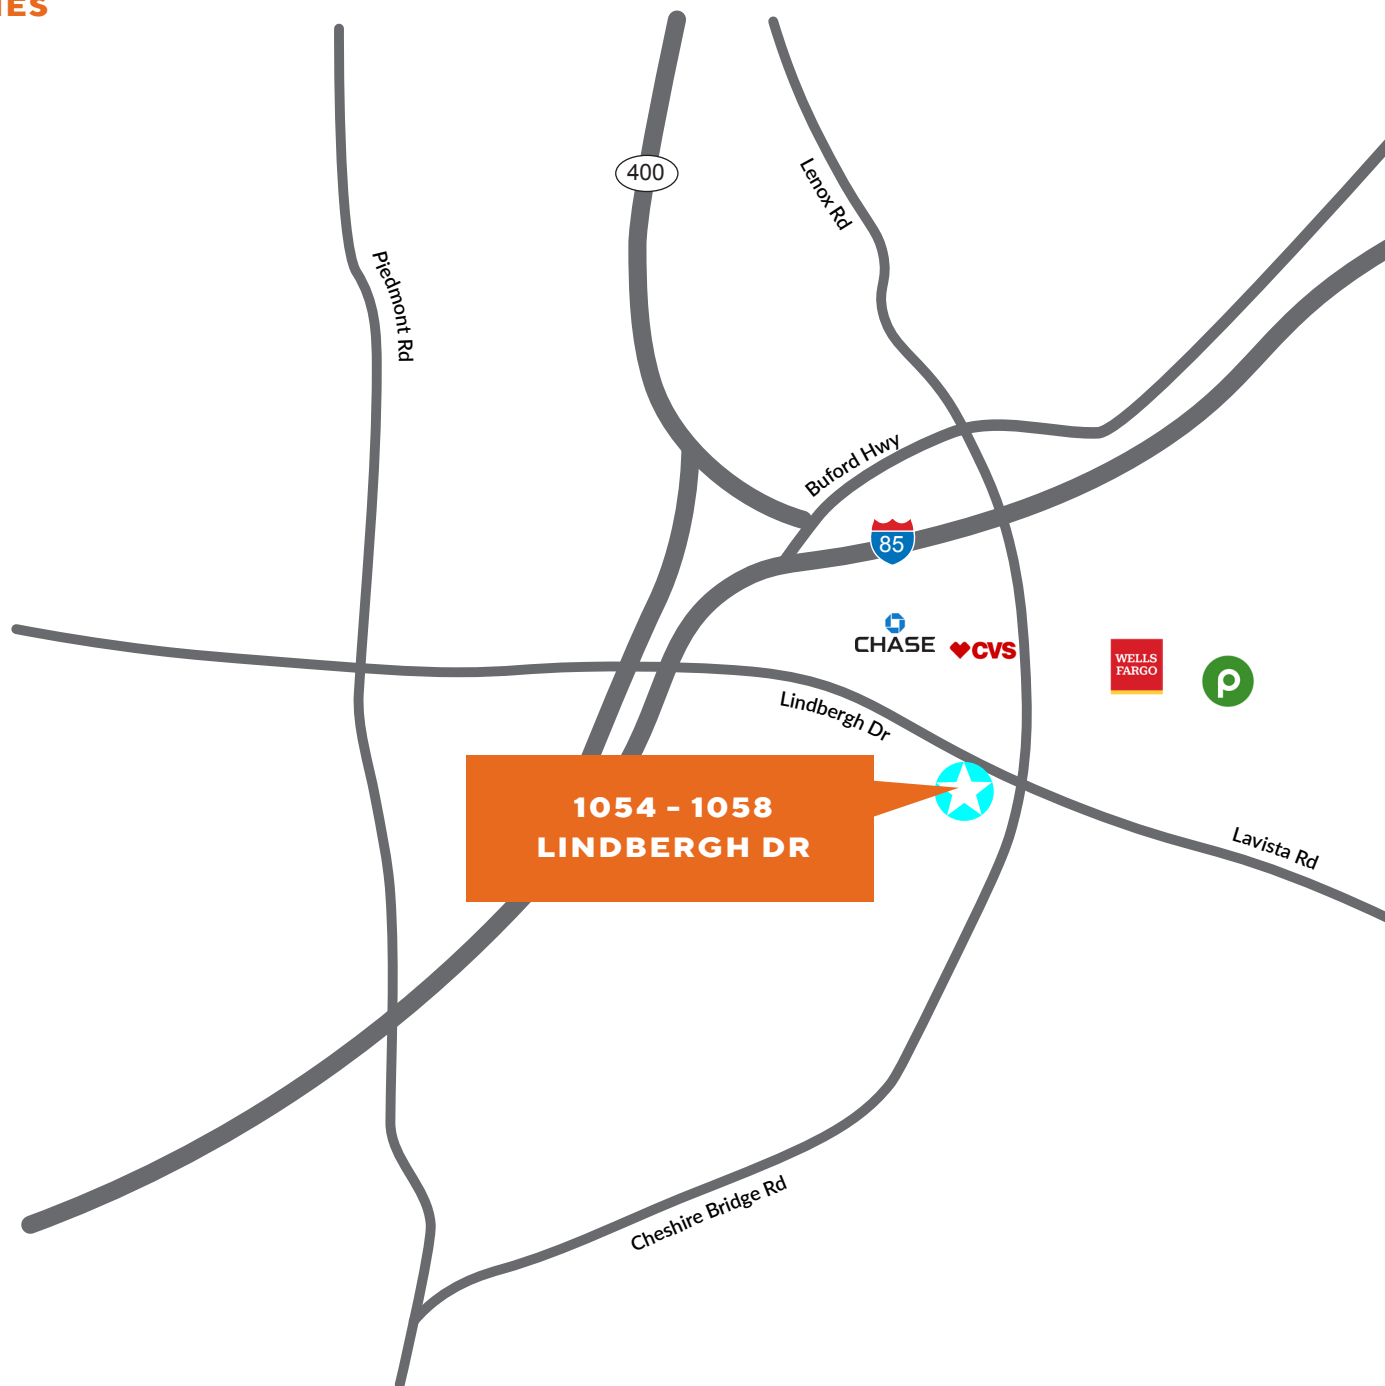 IES
400
Lenox Rd
Piedmont Rd
Buford Hwy
85
CHASE
CVS
WELLS
FARGO
P
Lindbergh Dr
1054 – 1058
LINDBERGH DR
Lavista Rd
Cheshire Bridge Rd